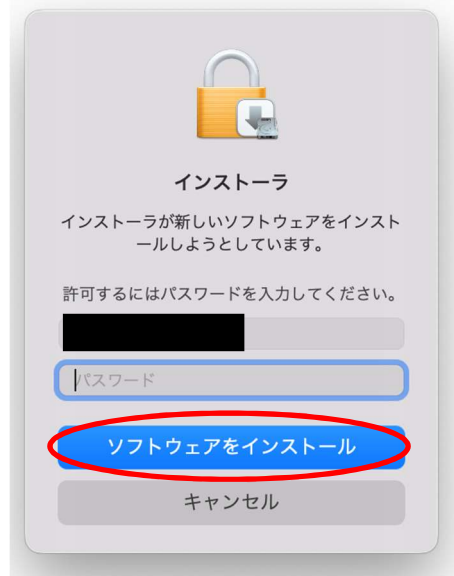 インストーラ
インストーラが新しいソフトウェアをインスト
ールしようとしています。
許可するにはパスワードを入力してください。
パスワード
ソフトウェアをインストール
キャンセル